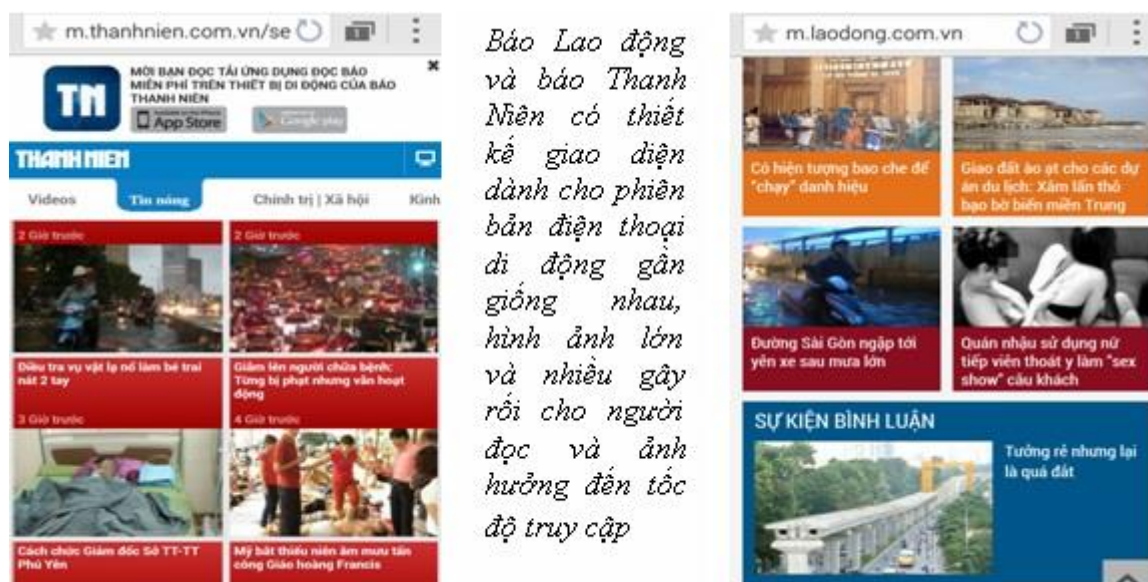 m.thanhnien.com.vn/se
MỜI BẠN ĐỌC TẢI ỨNG DỤNG ĐỌC BÁO
MIỄN PHÍ TRÊN THIẾT BỊ DI ĐỘNG CỦA BÁO
THANH NIÊN
TN
App Store
Google play
THANH NIEN
Videos
Tin nóng
Chính trị | Xã hội
Kinh
2 Giờ trước
2 Giờ trước
Điều tra vụ vật lạ nổ làm bé trai
nát 2 tay
Giẫm lên người chữa bệnh:
Từng bị phạt nhưng vẫn hoạt
động
3 Giờ trước
4 Giờ trước
Cách chức Giám đốc Sở TT-TT
Phú Yên
Mỹ bắt thiếu niên âm mưu tấn
công Giáo hoàng Francis
Báo Lao động
và báo Thanh
Niên có thiết
kế giao diện
dành cho phiên
bản điện thoại
di động gần
giống nhau,
hình ảnh lớn
và nhiều gây
rối cho người
đọc và ảnh
hưởng đến tốc
độ truy cập
m.laodong.com.vn
1
Có hiện tượng bao che để
"chạy" danh hiệu
Giao đất ào ạt cho các dự
án du lịch: Xâm lấn thô
bạo bờ biển miền Trung
Đường Sài Gòn ngập tới
yên xe sau mưa lớn
Quán nhậu sử dụng nữ
tiếp viên thoát y làm "sex
show" câu khách
SỰ KIỆN BÌNH LUẬN
Tưởng rẻ nhưng lại
là quá đắt